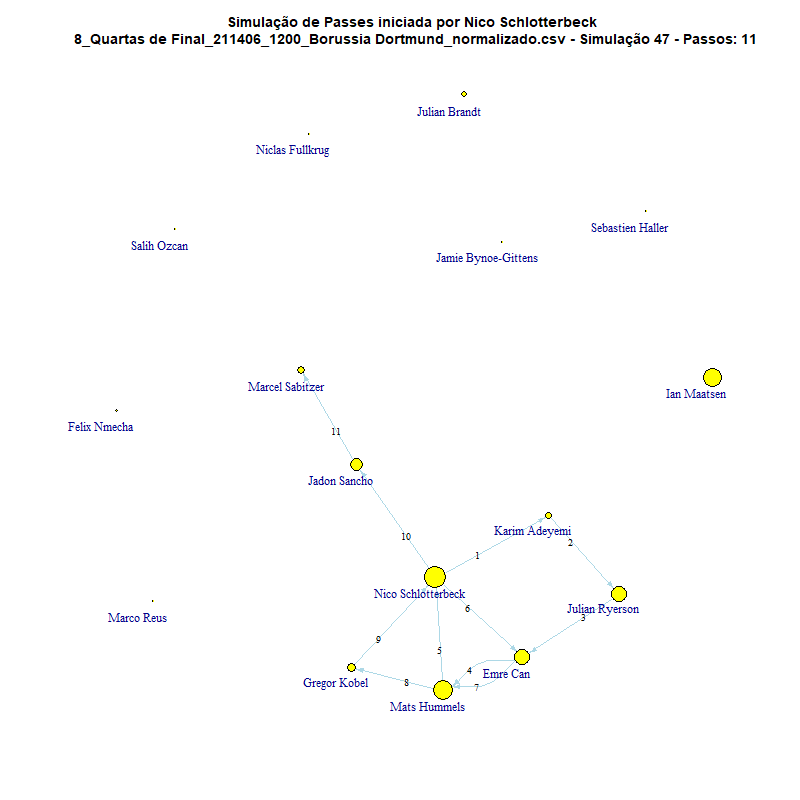 Simulação de Passes iniciada por Nico Schlotterbeck
8_Quartas de Final_211406_1200_Borussia Dortmund_normalizado.csv - Simulação 47 - Passos: 11
Julian Brandt
Niclas Fullkrug
Sebastien Haller
Salih Ozcan
Jamie Bynoe-Gittens
Marcel Sabitzer
Ian Maatsen
Felix Nmecha
11
Jadon Sancho
Karim Adeyemi
10
2
1
Nico Schlotterbeck
Julian Ryerson
6
Marco Reus
3
9
5
4
Emre Can
Gregor Kobel
8
7
Mats Hummels